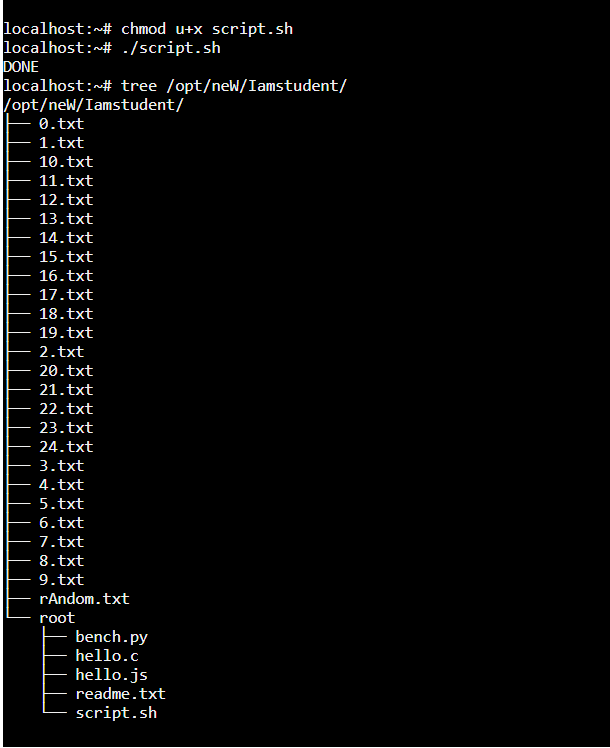 localhost:~# chmod u+x script.sh
localhost:~# ./script.sh
DONE
localhost:~# tree /opt/neW/Iamstudent/
/opt/neW/Iamstudent/
├── 0.txt
├── 1.txt
├── 10.txt
├── 11.txt
├── 12.txt
├── 13.txt
├── 14.txt
├── 15.txt
├── 16.txt
├── 17.txt
├── 18.txt
├── 19.txt
├── 2.txt
├── 20.txt
├── 21.txt
├── 22.txt
├── 23.txt
├── 24.txt
├── 3.txt
├── 4.txt
├── 5.txt
├── 6.txt
├── 7.txt
├── 8.txt
├── 9.txt
├── rAndom.txt
└── root
    ├── bench.py
    ├── hello.c
    ├── hello.js
    ├── readme.txt
    └── script.sh